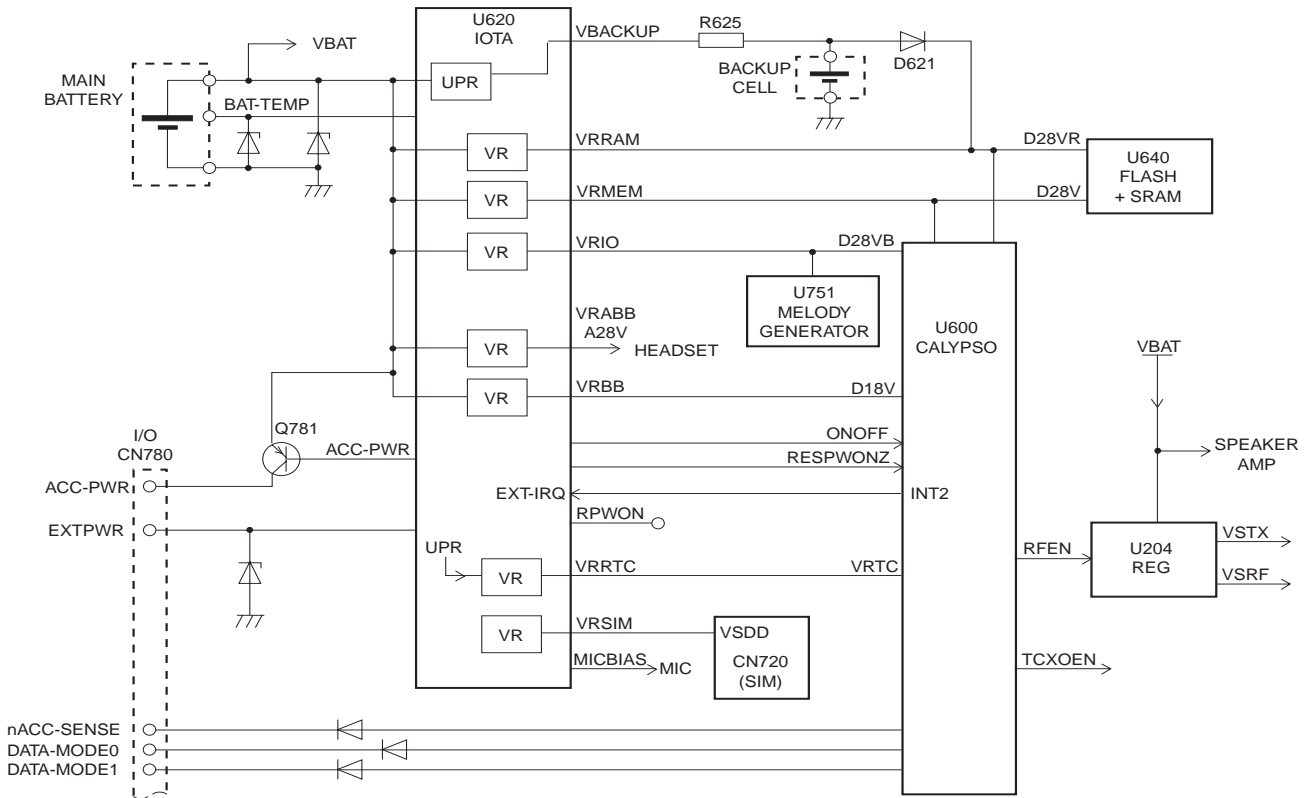 U620
IOTA
VBACKUP
R625
VBAT
D621
MAIN
BATTERY
UPR
BACKUP
CELL
BAT-TEMP
VR
VRRAM
D28VR
U640
FLASH
+ SRAM
VR
VRMEM
D28V
VR
VRIO
D28VB
U751
MELODY
GENERATOR
U600
CALYPSO
VRABB
A28V
VR
HEADSET
VBAT
VR
VRBB
D18V
I/O
CN780
Q781
ACC-PWR
ONOFF
RESPWONZ
SPEAKER
AMP
ACC-PWR
EXT-IRQ
INT2
EXTPWR
RPWON
UPR
RFEN
U204
REG
VSTX
VSRF
VR
VRRTC
VRTC
VR
VRSIM
VSDD
CN720
(SIM)
MICBIAS
MIC
TCXOEN
nACC-SENSE
DATA-MODE0
DATA-MODE1